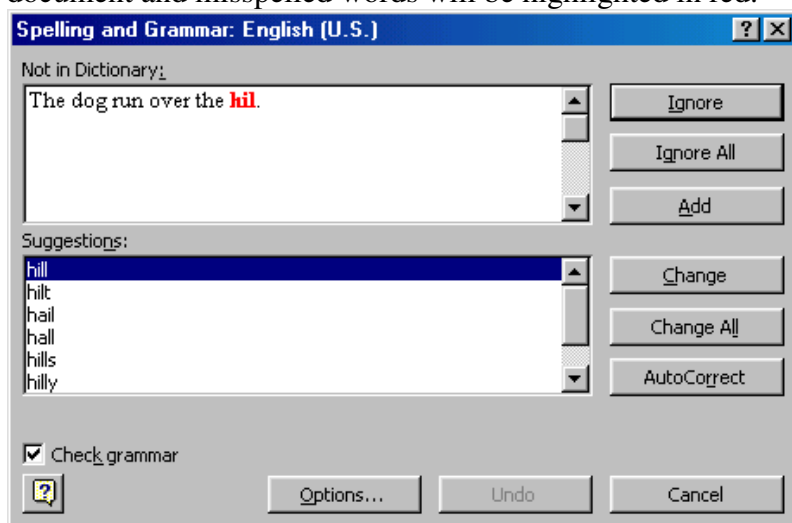 document and misspelled words will be highlighted in red.
Spelling and Grammar: English (U.S.)
Not in Dictionary:
The dog run over the hil.
Ignore
Ignore All
Add
Suggestions:
hill
hilt
hail
hall
hills
hilly
Change
Change All
AutoCorrect
Check grammar
Options...
Undo
Cancel